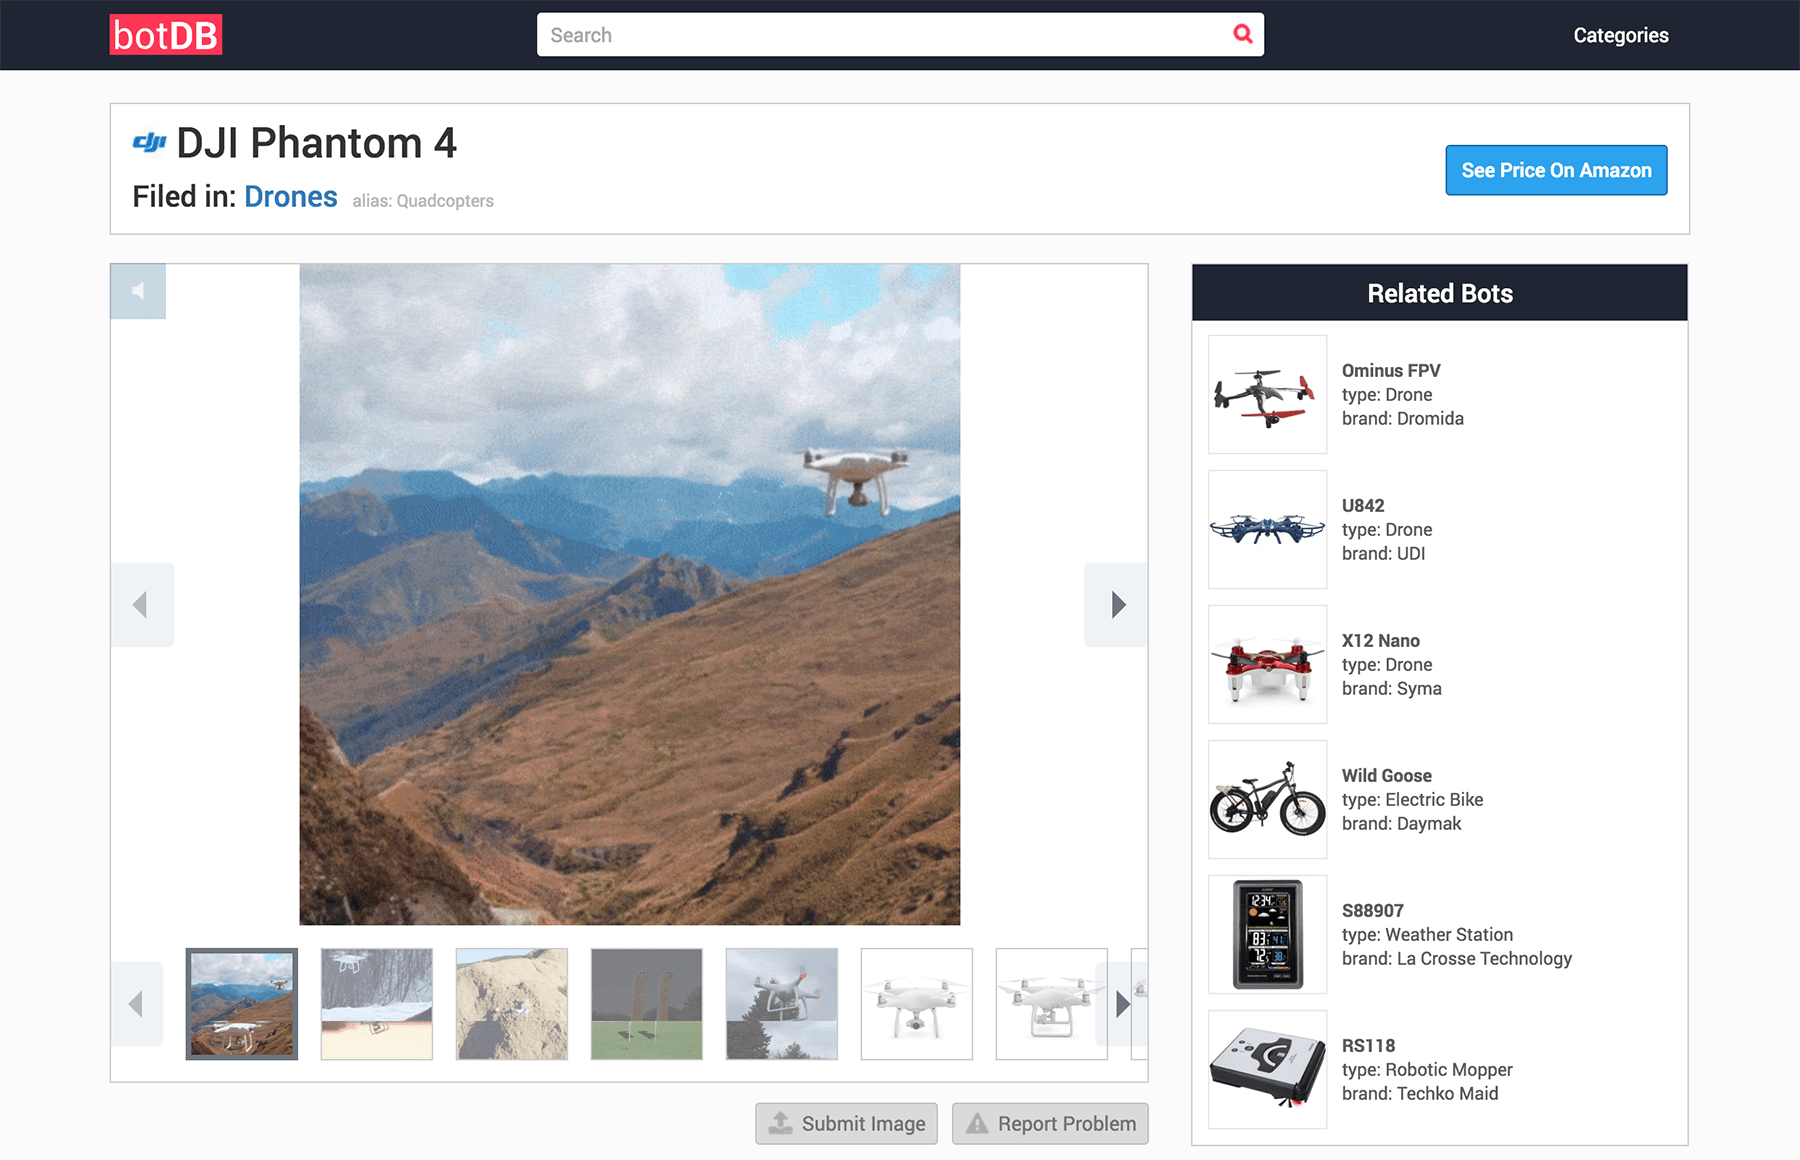 botDB
Search
Categories
dji DJI Phantom 4
Filed in: Drones alias: Quadcopters
See Price On Amazon
Related Bots
Ominus FPV
type: Drone
brand: Dromida
U842
type: Drone
brand: UDI
X12 Nano
type: Drone
brand: Syma
Wild Goose
type: Electric Bike
brand: Daymak
S88907
type: Weather Station
brand: La Crosse Technology
RS118
type: Robotic Mopper
brand: Techko Maid
Submit Image
Report Problem